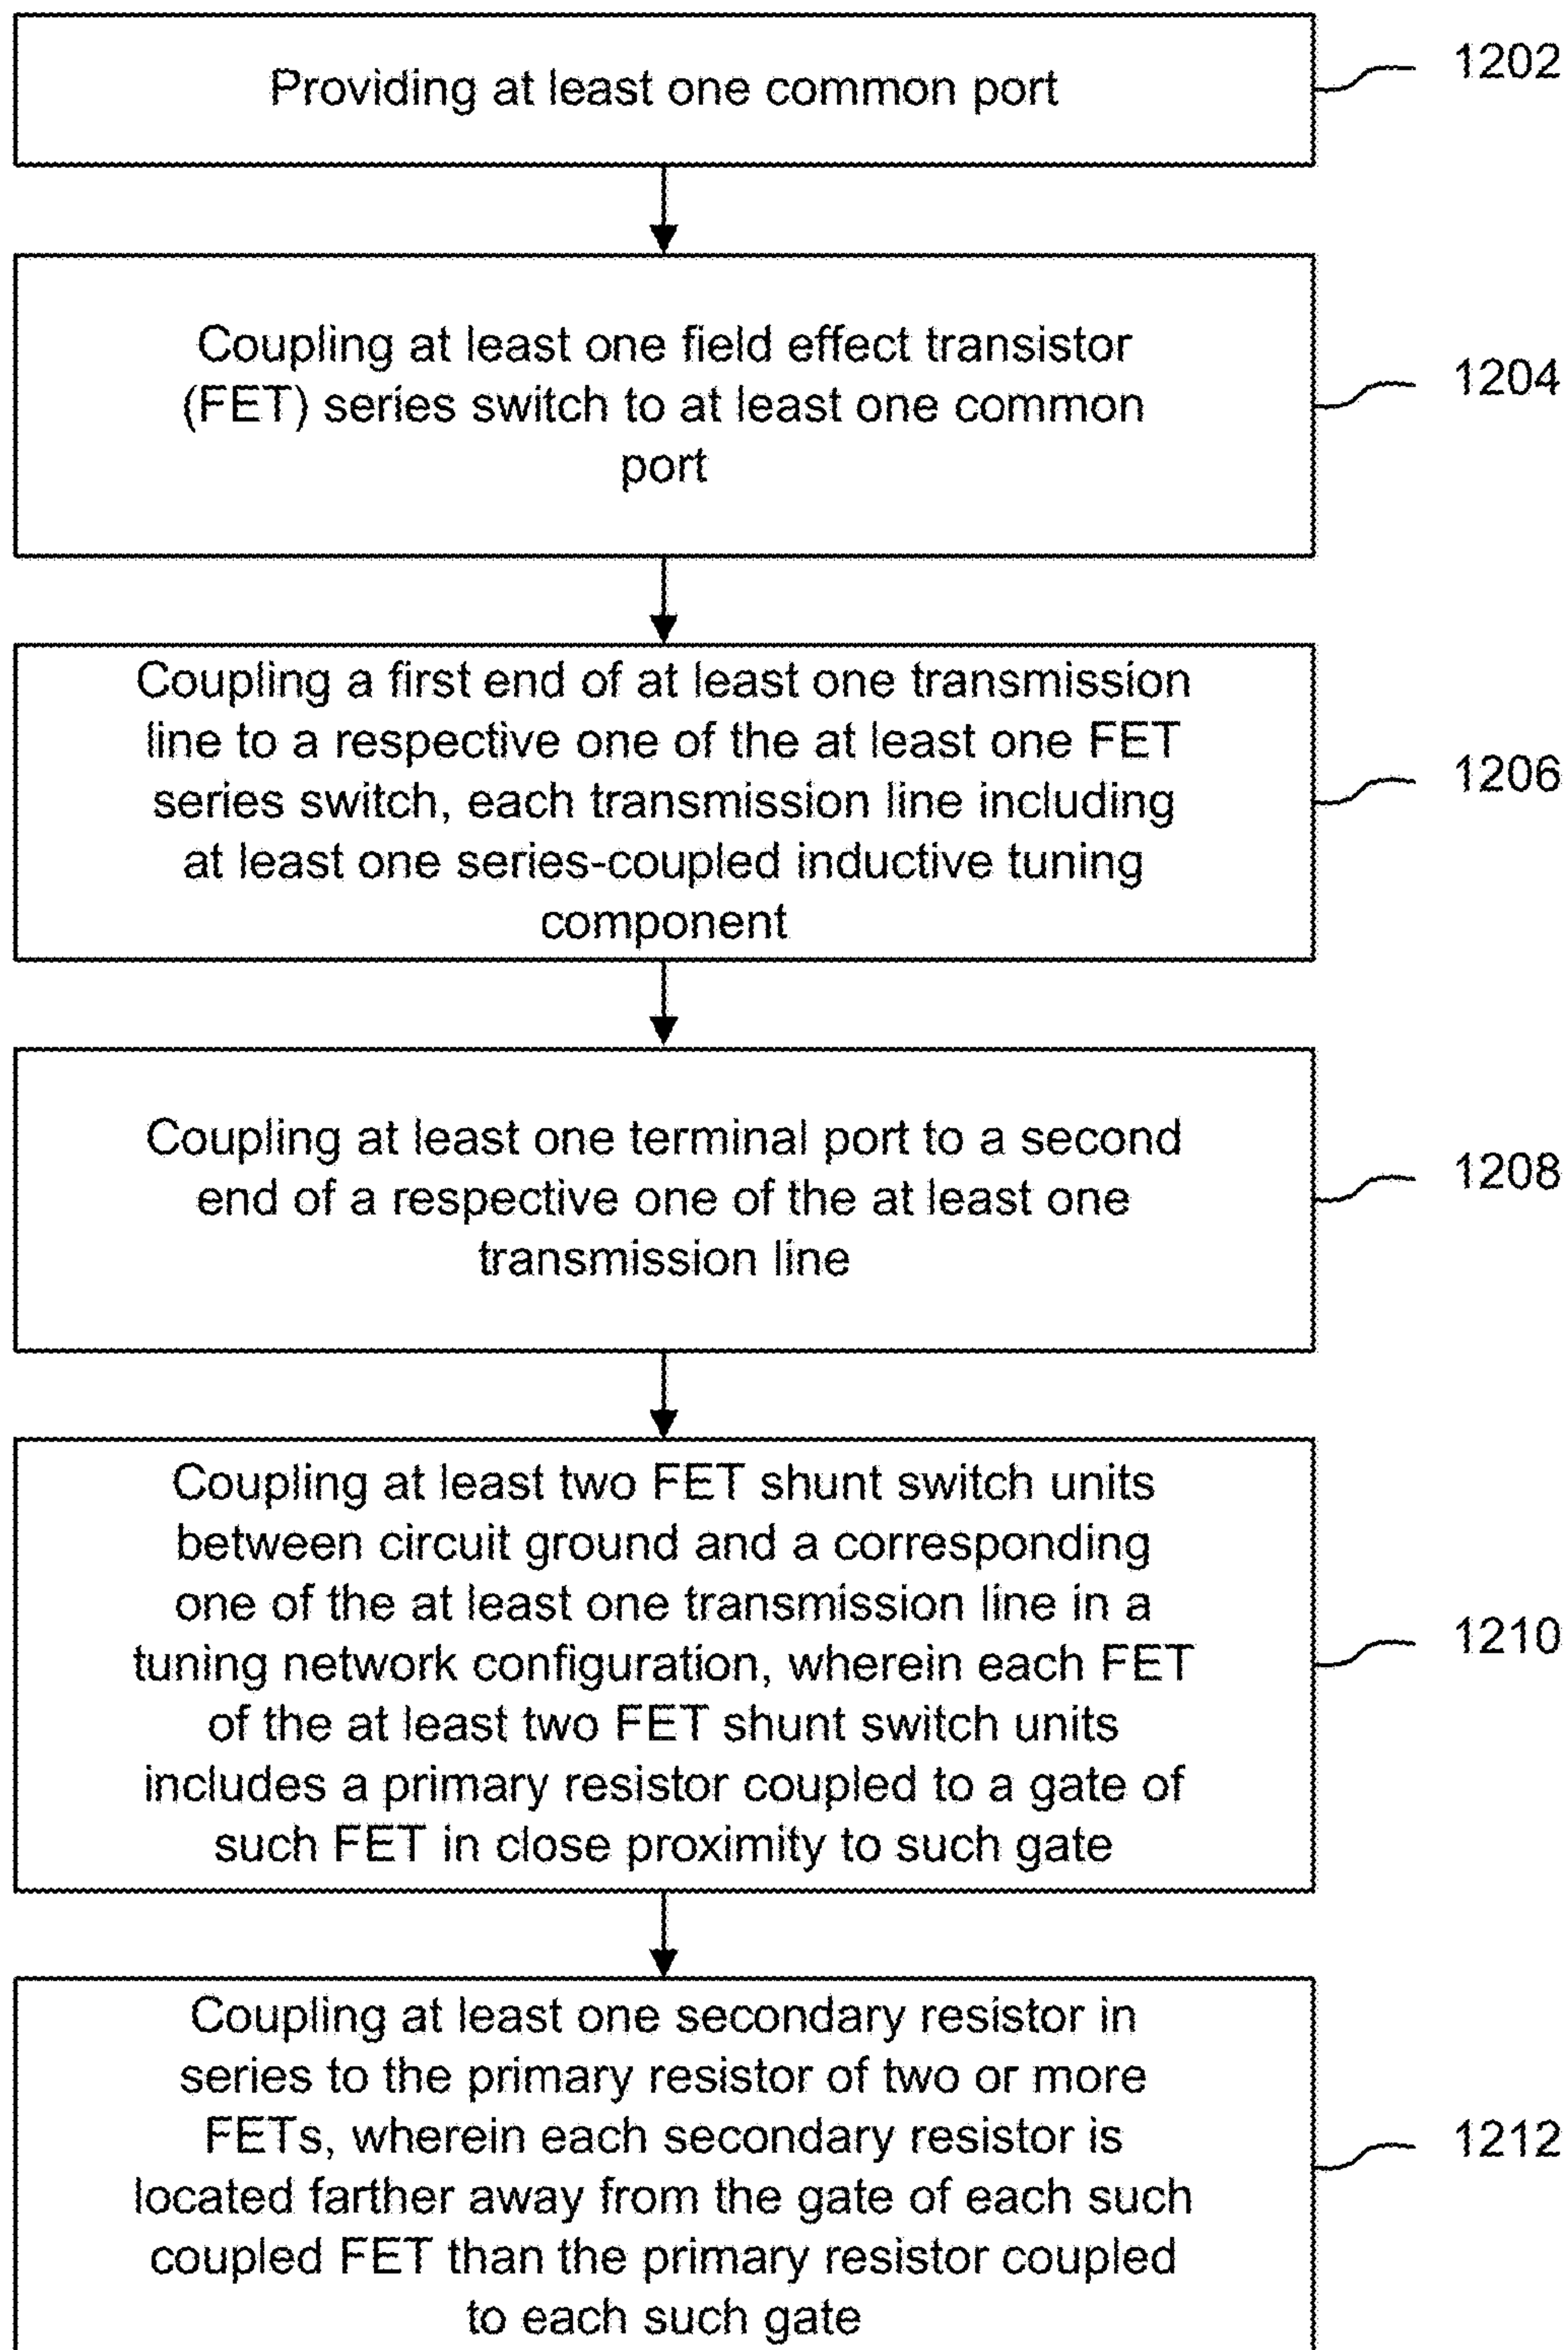 Providing at least one common port
1202
Coupling at least one field effect transistor
(FET) series switch to at least one common
port
1204
Coupling a first end of at least one transmission
line to a respective one of the at least one FET
series switch, each transmission line including
at least one series-coupled inductive tuning
component
1206
Coupling at least one terminal port to a second
end of a respective one of the at least one
transmission line
1208
Coupling at least two FET shunt switch units
between circuit ground and a corresponding
one of the at least one transmission line in a
tuning network configuration, wherein each FET
of the at least two FET shunt switch units
includes a primary resistor coupled to a gate of
such FET in close proximity to such gate
1210
Coupling at least one secondary resistor in
series to the primary resistor of two or more
FETs, wherein each secondary resistor is
located farther away from the gate of each such
coupled FET than the primary resistor coupled
to each such gate
1212